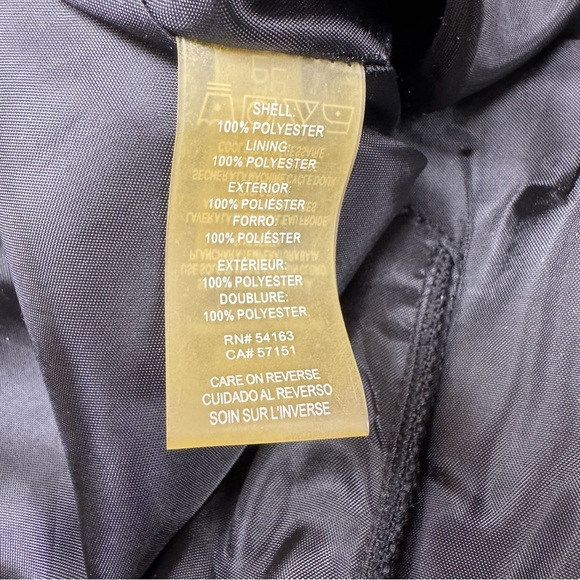 SHELL:
100% POLYESTER
LINING:
100% POLYESTER
EXTERIOR:
100% POLIÉSTER
FORRO:
100% POLIÉSTER
EXTÉRIEUR:
100% POLYESTER
DOUBLURE:
100% POLYESTER
RN# 54163
CA# 57151
CARE ON REVERSE
CUIDADO AL REVERSO
SOIN SUR L'INVERSE